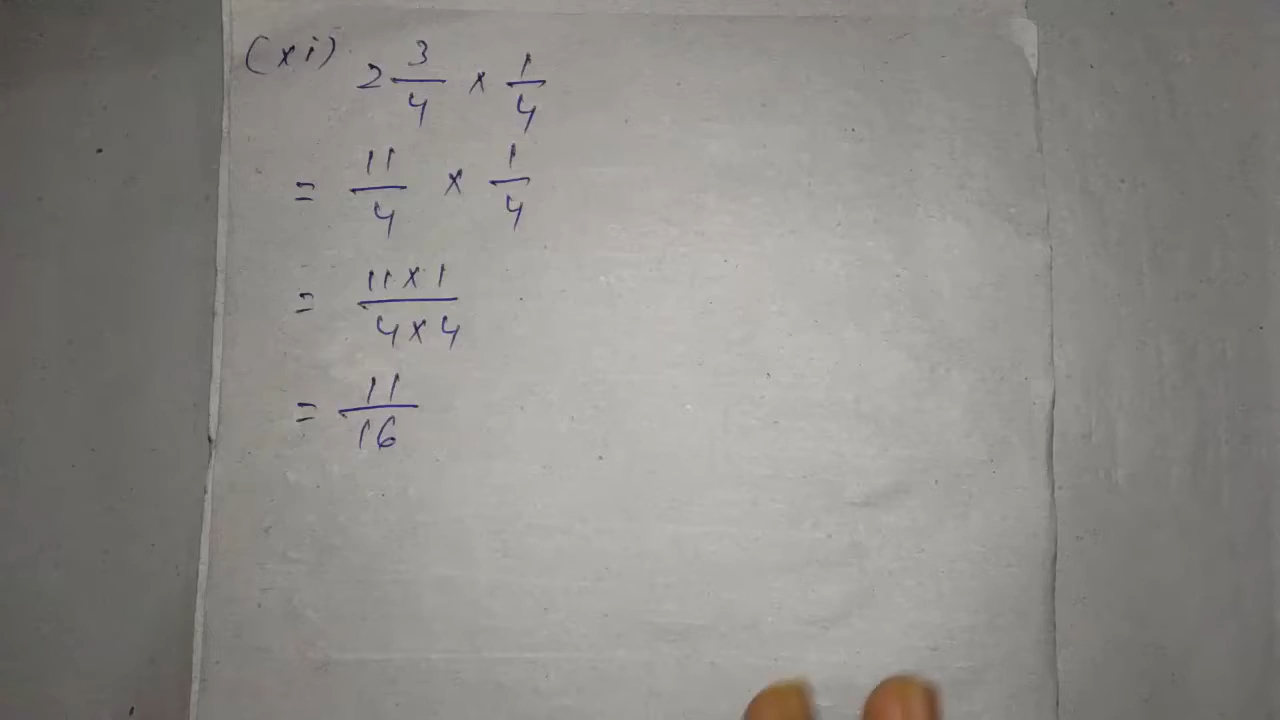 (xi) 2 3/4 × 1/4
= 11/4 × 1/4
= 11×1/4×4
= 11/16